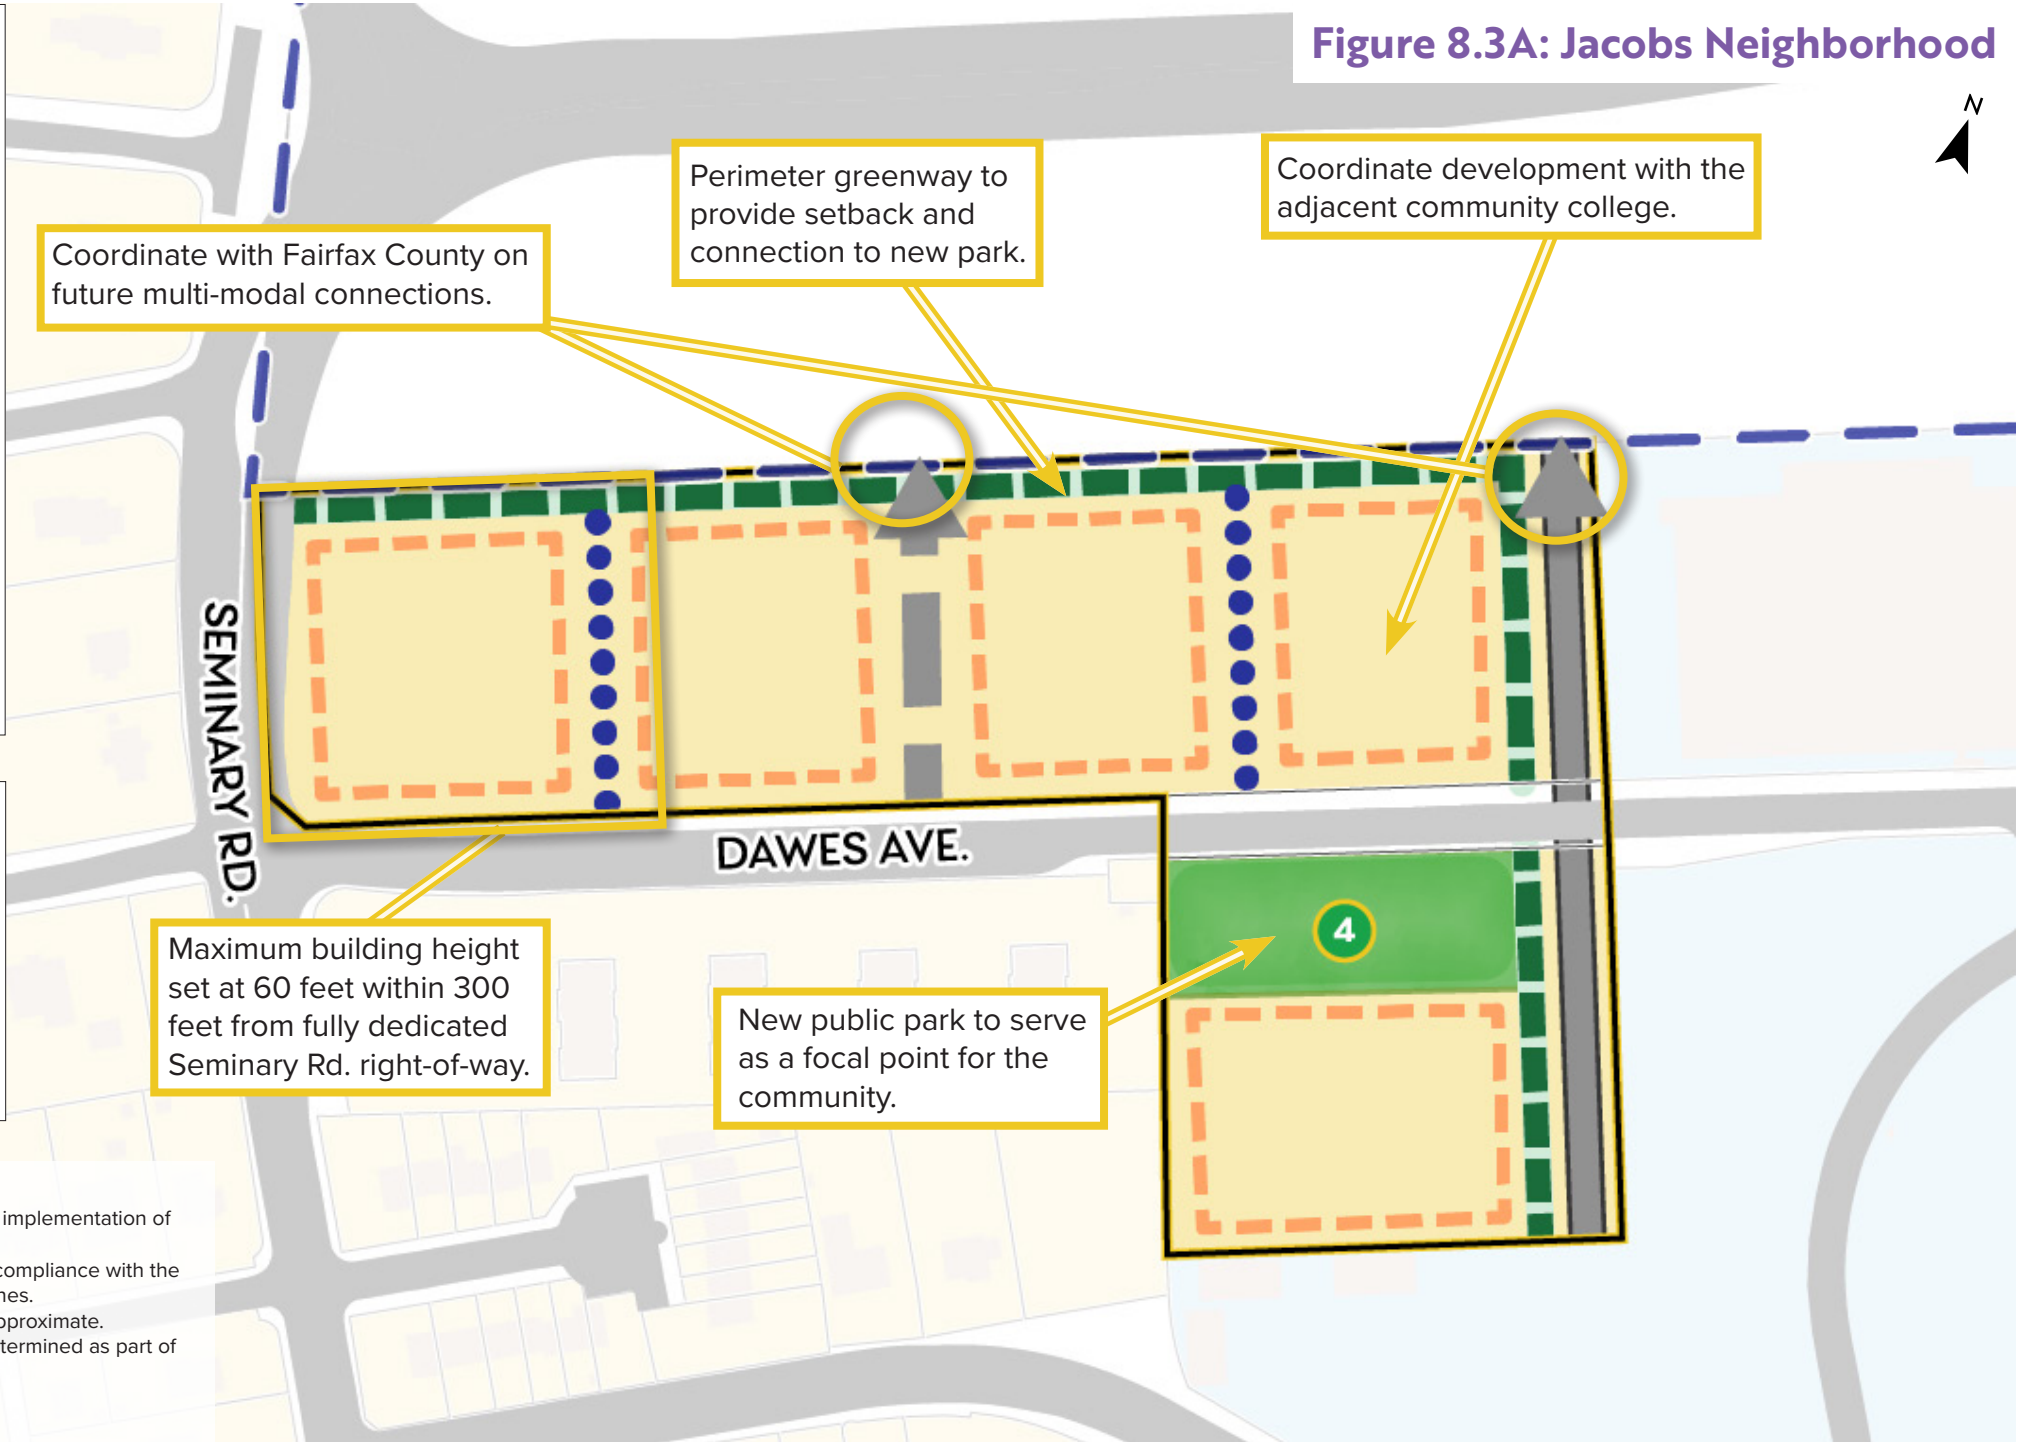 Figure 8.3A: Jacobs Neighborhood
N
Perimeter greenway to
provide setback and
connection to new park.
Coordinate development with the
adjacent community college.
Coordinate with Fairfax County on
future multi-modal connections.
SEMINARY RD.
DAWES AVE.
4
Maximum building height
set at 60 feet within 300
feet from fully dedicated
Seminary Rd. right-of-way.
New public park to serve
as a focal point for the
community.
implementation of
compliance with the
nes.
pproximate.
termined as part of